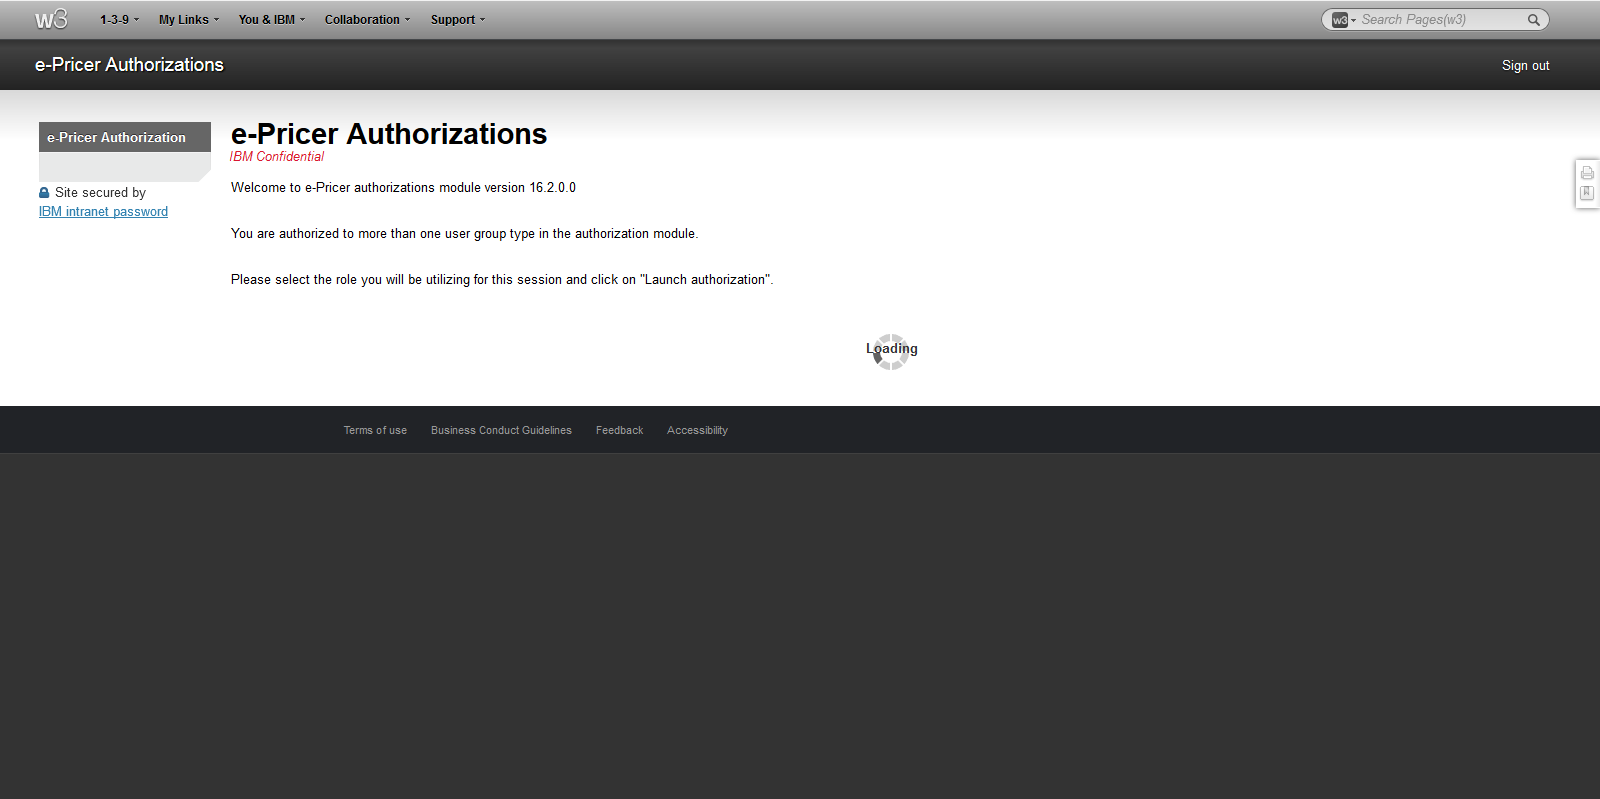 w3 1-3-9 My Links You & IBM Collaboration Support w3 Search Pages(w3)
e-Pricer Authorizations Sign out
e-Pricer Authorization
Site secured by
IBM intranet password
e-Pricer Authorizations
IBM Confidential
Welcome to e-Pricer authorizations module version 16.2.0.0
You are authorized to more than one user group type in the authorization module.
Please select the role you will be utilizing for this session and click on "Launch authorization".
Loading
Terms of use Business Conduct Guidelines Feedback Accessibility